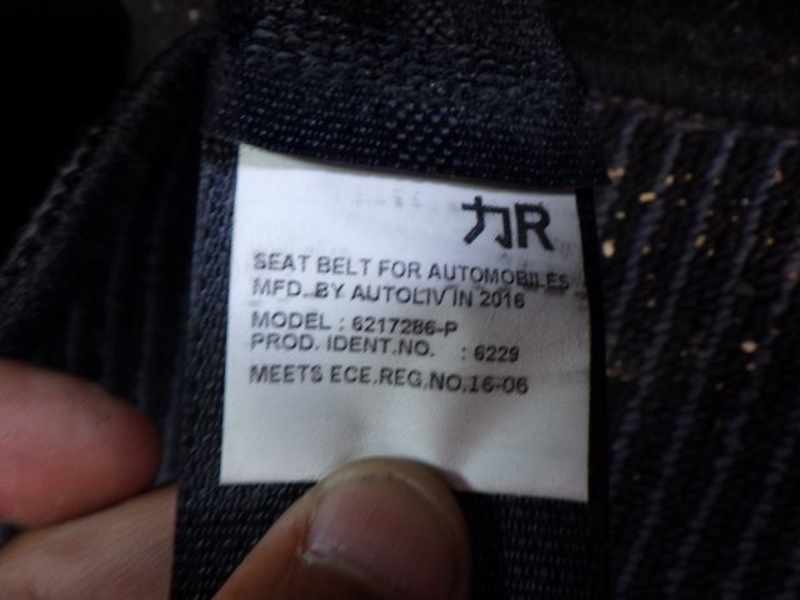 カR
SEAT BELT FOR AUTOMOBILES
MFD. BY AUTOLIV IN 2016
MODEL : 6217286-P
PROD. IDENT.NO. : 6229
MEETS ECE.REG.NO.16-06